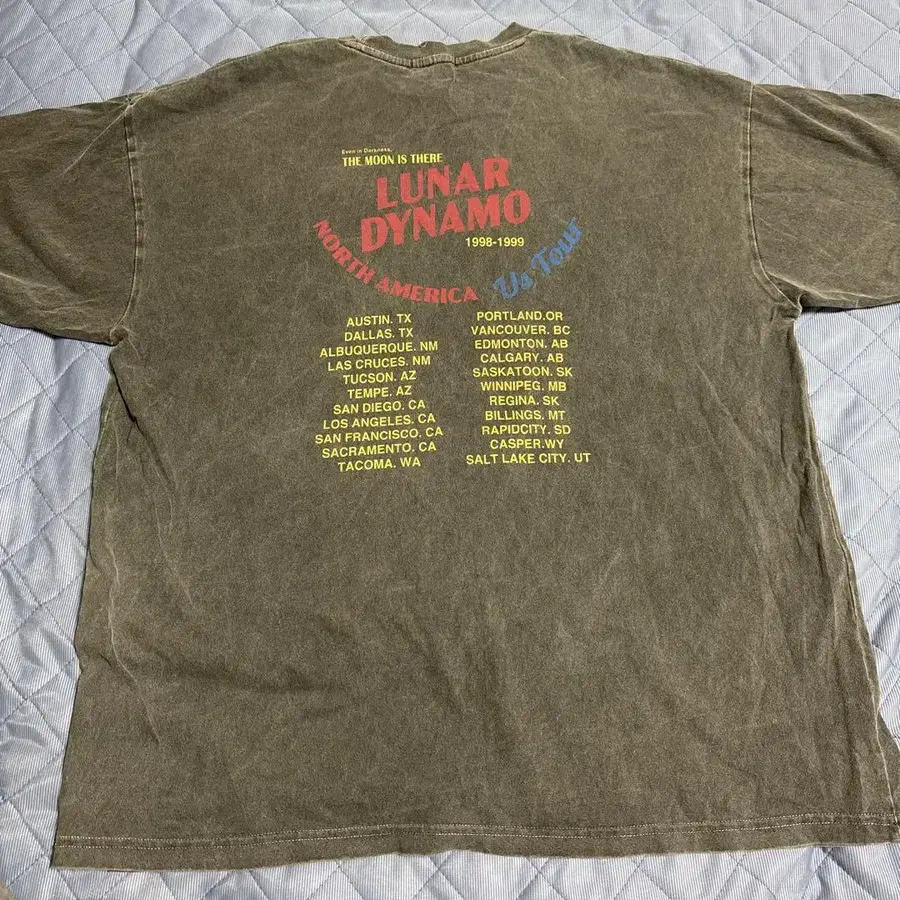 Even in Darkness,
THE MOON IS THERE
LUNAR
DYNAMO
1998-1999
NORTH AMERICA
Us Tour
AUSTIN. TX
DALLAS. TX
ALBUQUERQUE. NM
LAS CRUCES. NM
TUCSON. AZ
TEMPE. AZ
SAN DIEGO. CA
LOS ANGELES. CA
SAN FRANCISCO. CA
SACRAMENTO. CA
TACOMA. WA
PORTLAND.OR
VANCOUVER. BC
EDMONTON. AB
CALGARY. AB
SASKATOON. SK
WINNIPEG. MB
REGINA. SK
BILLINGS. MT
RAPIDCITY. SD
CASPER.WY
SALT LAKE CITY. UT